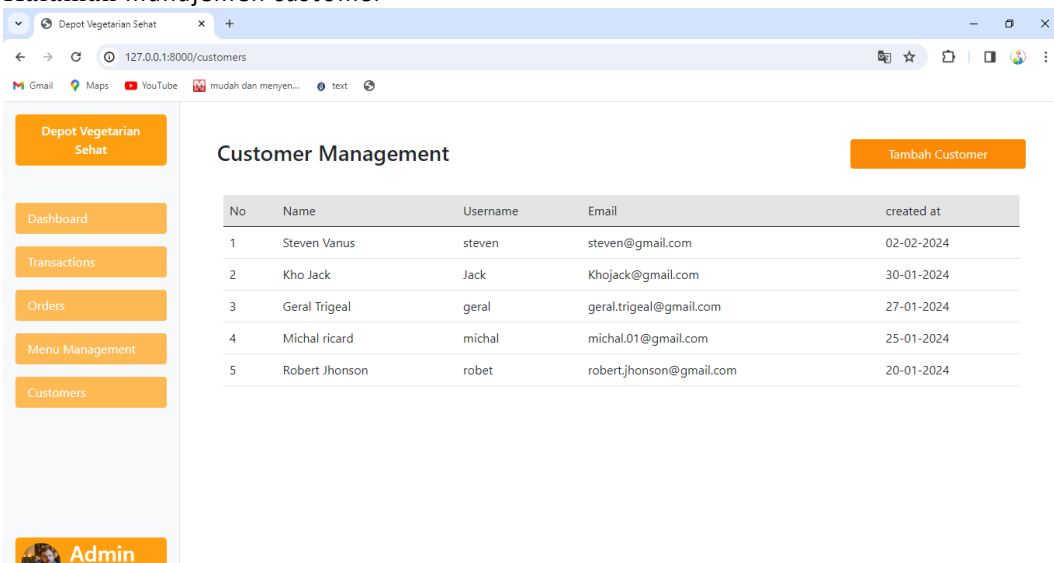 Halaman manajemen customer
Depot Vegetarian Sehat
127.0.0.1:8000/customers
Gmail Maps YouTube mudah dan menyen... text
Depot Vegetarian
Sehat
Customer Management
Tambah Customer
Dashboard
Transactions
Orders
Menu Management
Customers
No Name Username Email created at
1 Steven Vanus steven steven@gmail.com 02-02-2024
2 Kho Jack Jack Khojack@gmail.com 30-01-2024
3 Geral Trigeal geral geral.trigeal@gmail.com 27-01-2024
4 Michal ricard michal michal.01@gmail.com 25-01-2024
5 Robert Jhonson robet robert.jhonson@gmail.com 20-01-2024
Admin